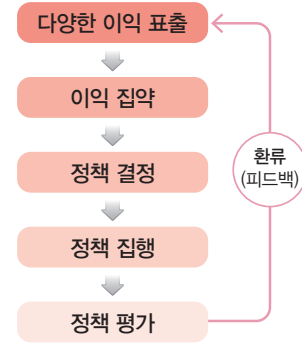 다양한 이익 표출
이익 집약
정책 결정
환류
(피드백)
정책 집행
정책 평가